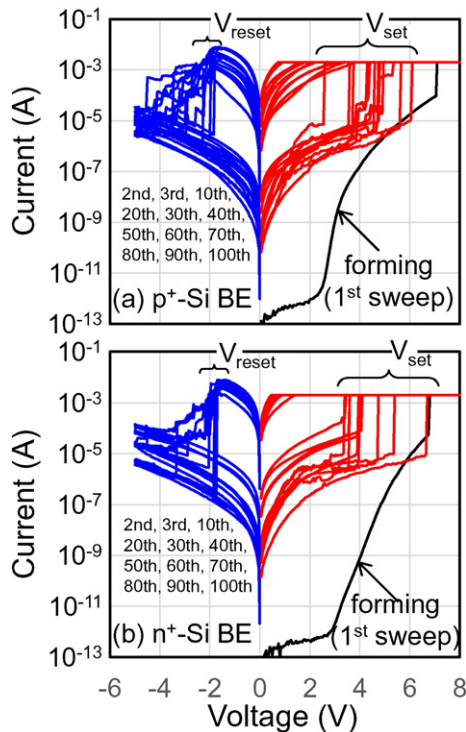 10⁻¹
10⁻³
10⁻⁵
10⁻⁷
10⁻⁹
10⁻¹¹
10⁻¹³
Current (A)
V_reset
V_set
2nd, 3rd, 10th,
20th, 30th, 40th,
50th, 60th, 70th,
80th, 90th, 100th
forming
(1st sweep)
(a) p⁺-Si BE
10⁻¹
10⁻³
10⁻⁵
10⁻⁷
10⁻⁹
10⁻¹¹
10⁻¹³
Current (A)
V_reset
V_set
2nd, 3rd, 10th,
20th, 30th, 40th,
50th, 60th, 70th,
80th, 90th, 100th
forming
(1st sweep)
(b) n⁺-Si BE
-6 -4 -2 0 2 4 6 8
Voltage (V)